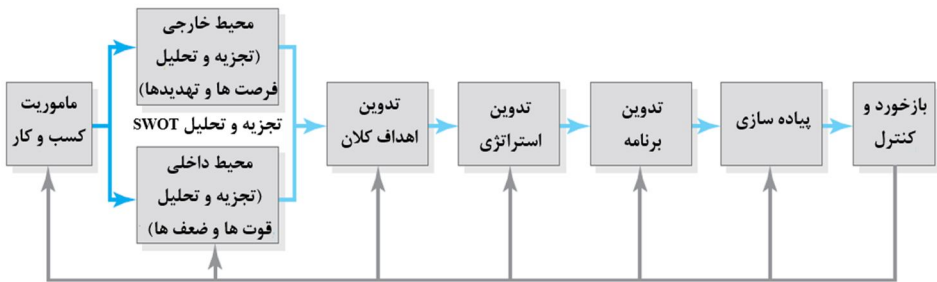 ماموریت
کسب و کار
محیط خارجی
(تجزیه و تحلیل
فرصت ها و تهدیدها)
تجزیه و تحلیل SWOT
محیط داخلی
(تجزیه و تحلیل
قوت ها و ضعف ها)
تدوین
اهداف کلان
تدوین
استراتژی
تدوین
برنامه
پیاده سازی
بازخورد و
کنترل